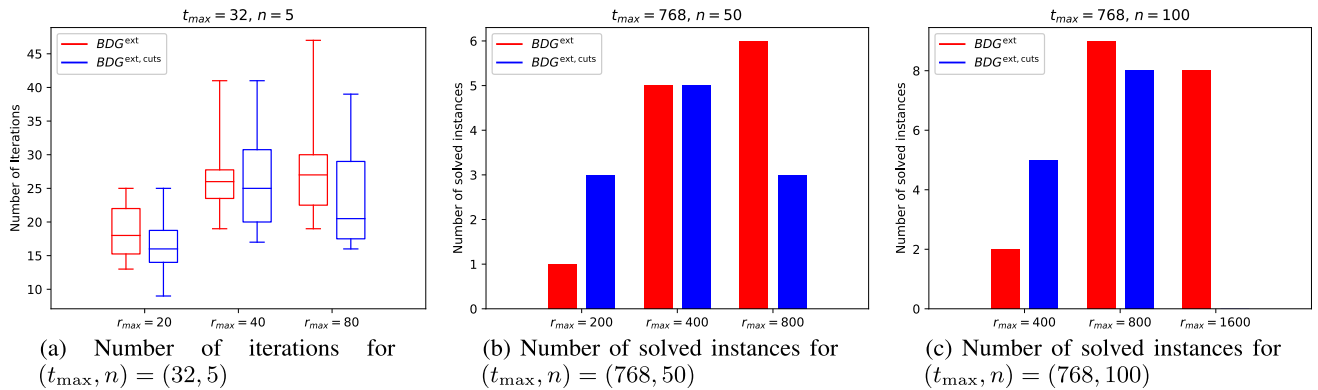 t_max = 32, n = 5
BDG^ext
BDG^ext, cuts
Number of Iterations
45
40
35
30
25
20
15
10
r_max = 20
r_max = 40
r_max = 80
(a) Number of iterations for
(t_max, n) = (32, 5)
t_max = 768, n = 50
BDG^ext
BDG^ext, cuts
Number of solved instances
6
5
4
3
2
1
0
r_max = 200
r_max = 400
r_max = 800
(b) Number of solved instances for
(t_max, n) = (768, 50)
t_max = 768, n = 100
BDG^ext
BDG^ext, cuts
Number of solved instances
8
6
4
2
0
r_max = 400
r_max = 800
r_max = 1600
(c) Number of solved instances for
(t_max, n) = (768, 100)